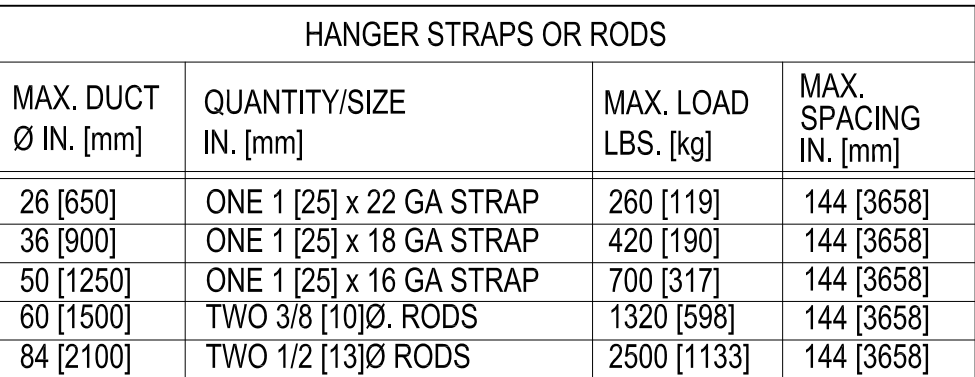 HANGER STRAPS OR RODS
MAX. DUCT
Ø IN. [mm]
QUANTITY/SIZE
IN. [mm]
MAX. LOAD
LBS. [kg]
MAX.
SPACING
IN. [mm]
26 [650] ONE 1 [25] x 22 GA STRAP 260 [119] 144 [3658]
36 [900] ONE 1 [25] x 18 GA STRAP 420 [190] 144 [3658]
50 [1250] ONE 1 [25] x 16 GA STRAP 700 [317] 144 [3658]
60 [1500] TWO 3/8 [10]Ø. RODS 1320 [598] 144 [3658]
84 [2100] TWO 1/2 [13]Ø RODS 2500 [1133] 144 [3658]